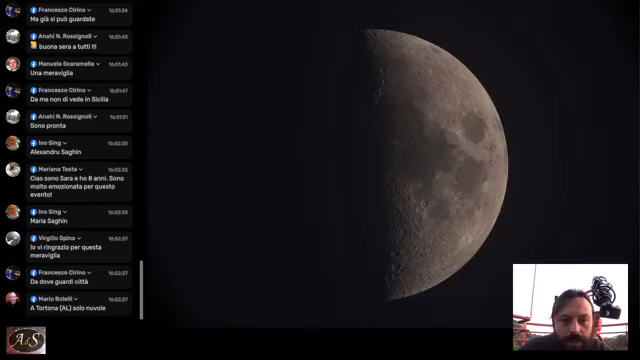 Francesco Cirino 16:51:24
Ma già si può guardate
Anahi N. Rossignoli 16:51:43
buona sera a tutti !!!
Manuela Scaramella 16:51:43
Una meraviglia
Francesco Cirino 16:51:47
Da me non di vede in Sicilia
Anahi N. Rossignoli 16:51:51
Sono pronta
Ino Sing 16:52:20
Alexandru Saghin
Mariana Testa 16:52:33
Ciao sono Sara e ho 8 anni. Sono
molto emozionata per questo
evento!
Ino Sing 16:52:33
Maria Saghin
Virgilio Spina 16:52:37
Io vi ringrazio per questa
meraviglia
Francesco Cirino 16:52:37
Da dove guardi città
Mario Bolelli 16:52:37
A Tortona (AL) solo nuvole
AdS